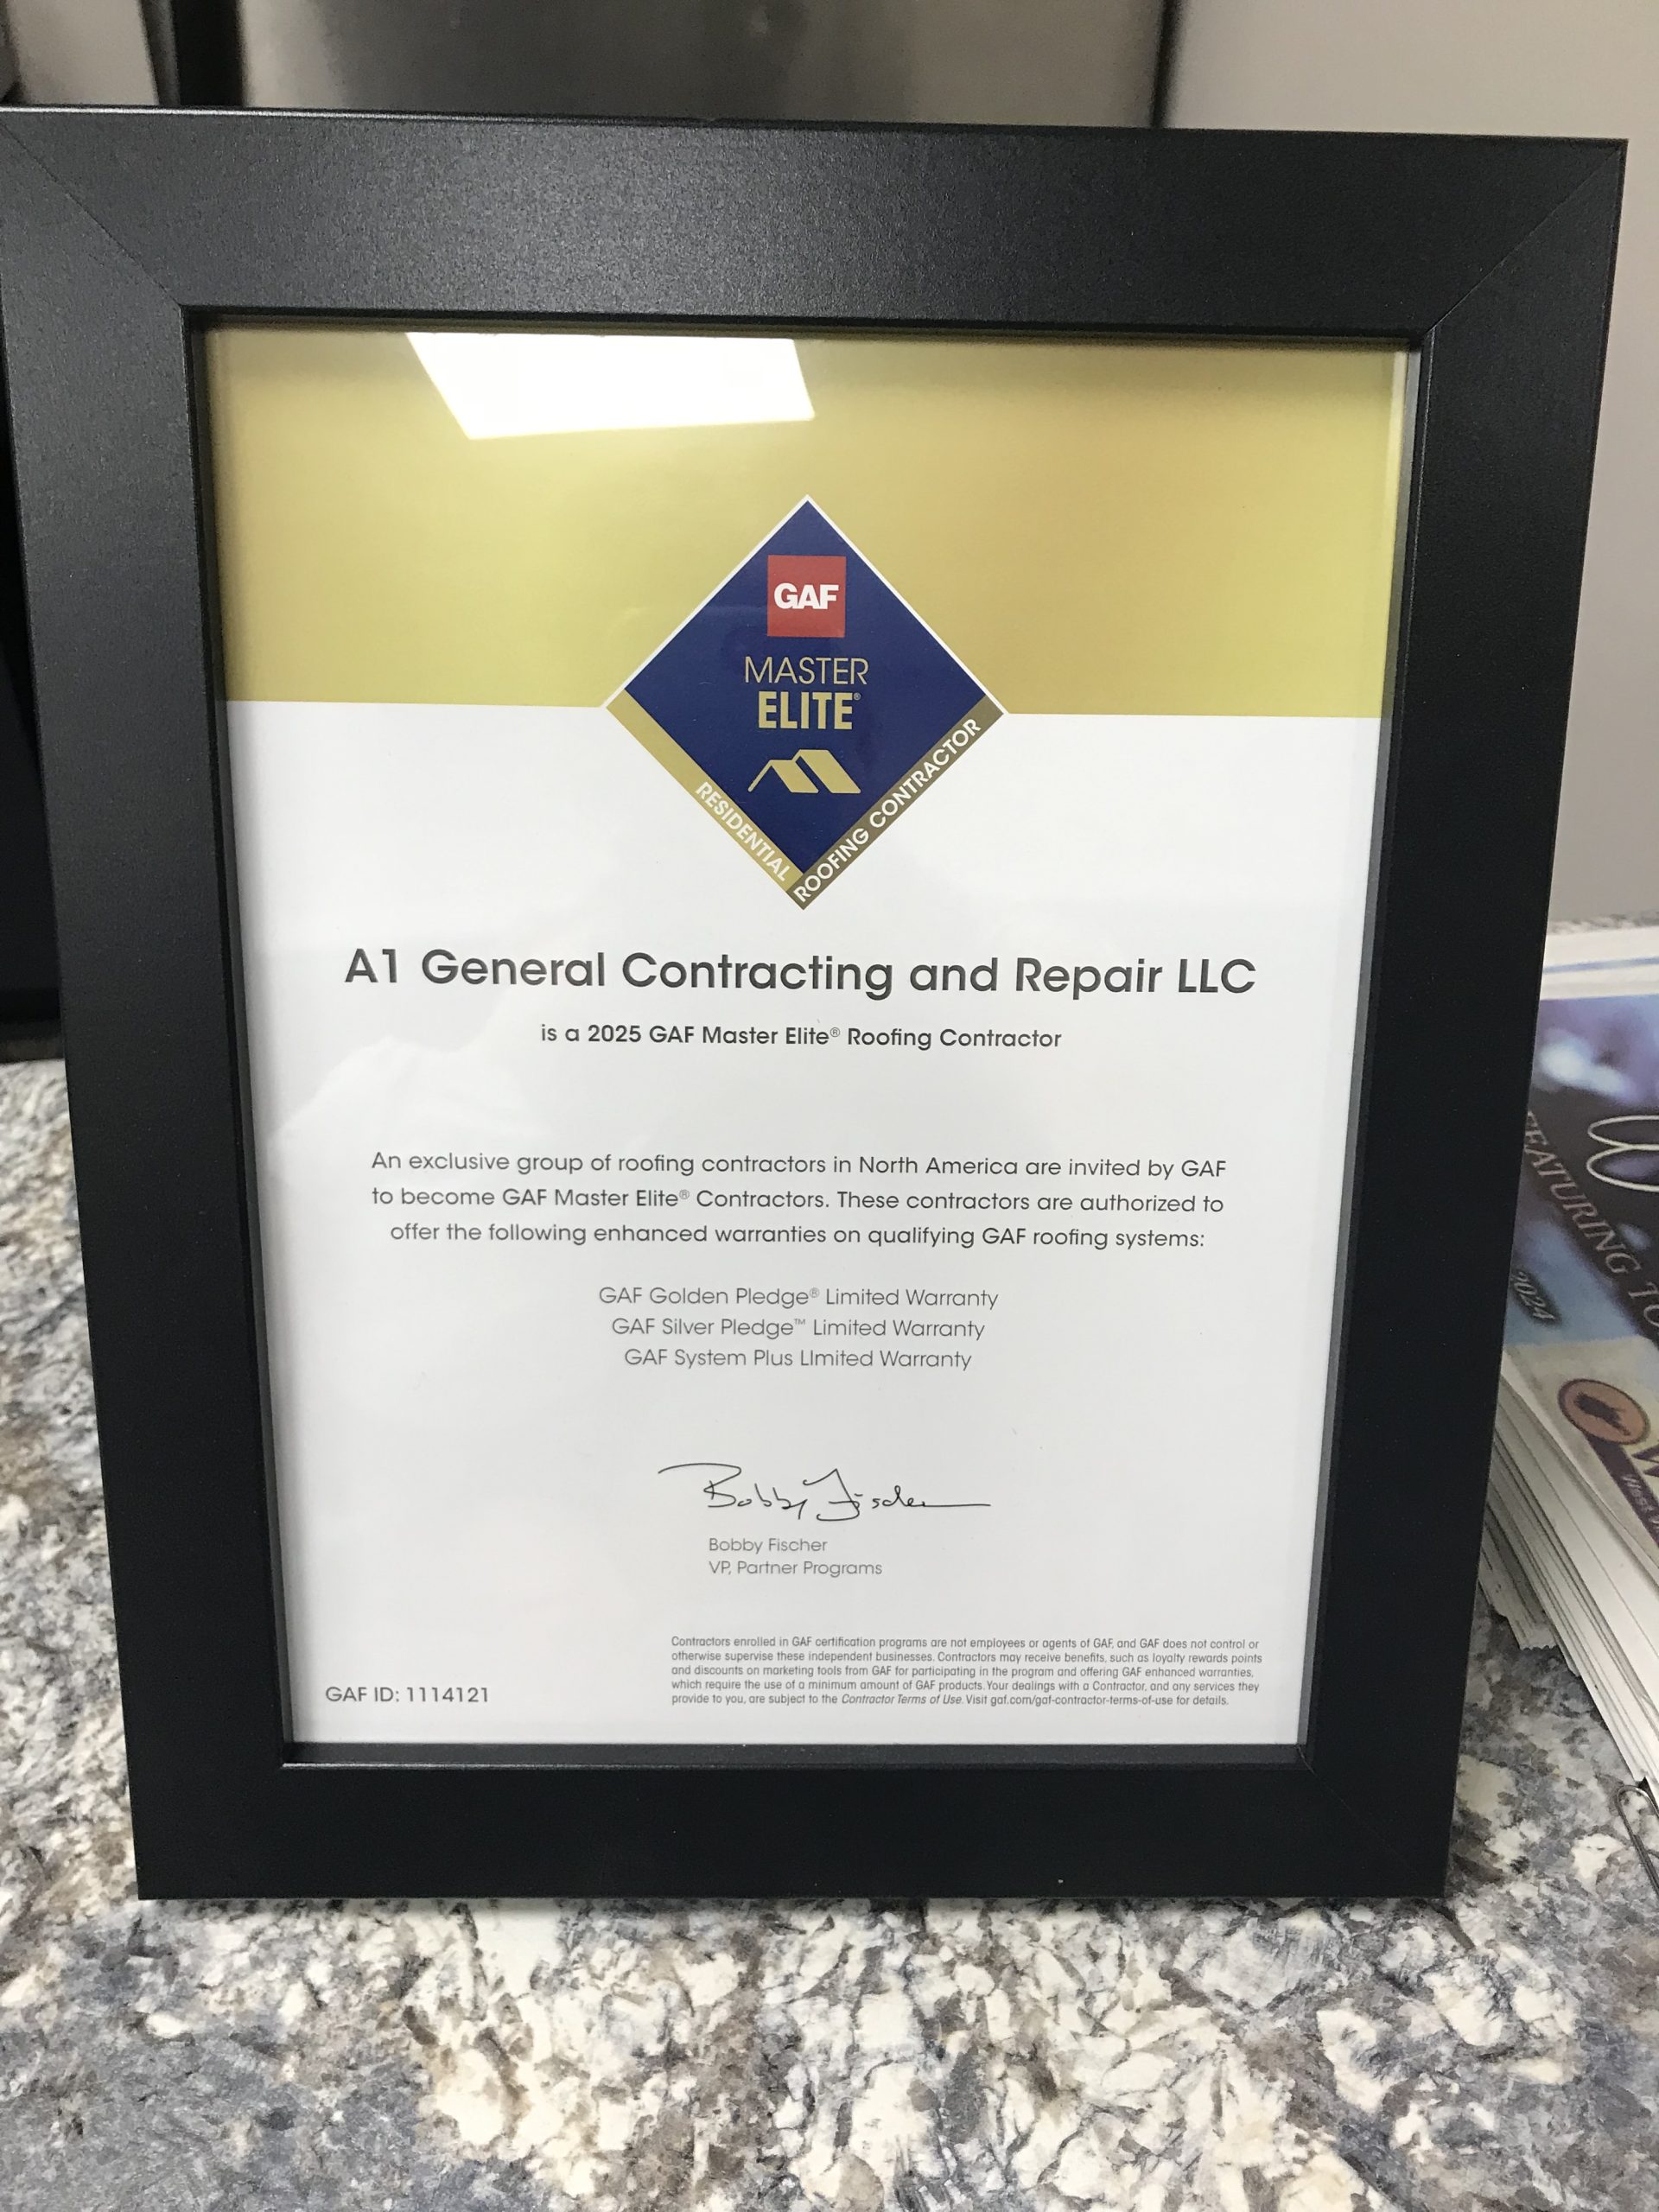 GAF
MASTER
ELITE®
RESIDENTIAL
ROOFING CONTRACTOR
A1 General Contracting and Repair LLC
is a 2025 GAF Master Elite® Roofing Contractor
An exclusive group of roofing contractors in North America are invited by GAF
to become GAF Master Elite® Contractors. These contractors are authorized to
offer the following enhanced warranties on qualifying GAF roofing systems:
GAF Golden Pledge® Limited Warranty
GAF Silver Pledge™ Limited Warranty
GAF System Plus LImited Warranty
Bobby Fischer
Bobby Fischer
VP, Partner Programs
Contractors enrolled in GAF certification programs are not employees or agents of GAF, and GAF does not control or
otherwise supervise these independent businesses. Contractors may receive benefits, such as loyalty rewards points
and discounts on marketing tools from GAF for participating in the program and offering GAF enhanced warranties,
which require the use of a minimum amount of GAF products. Your dealings with a Contractor, and any services they
provide to you, are subject to the Contractor Terms of Use. Visit gaf.com/gaf-contractor-terms-of-use for details.
GAF ID: 1114121
FEATURING
2024